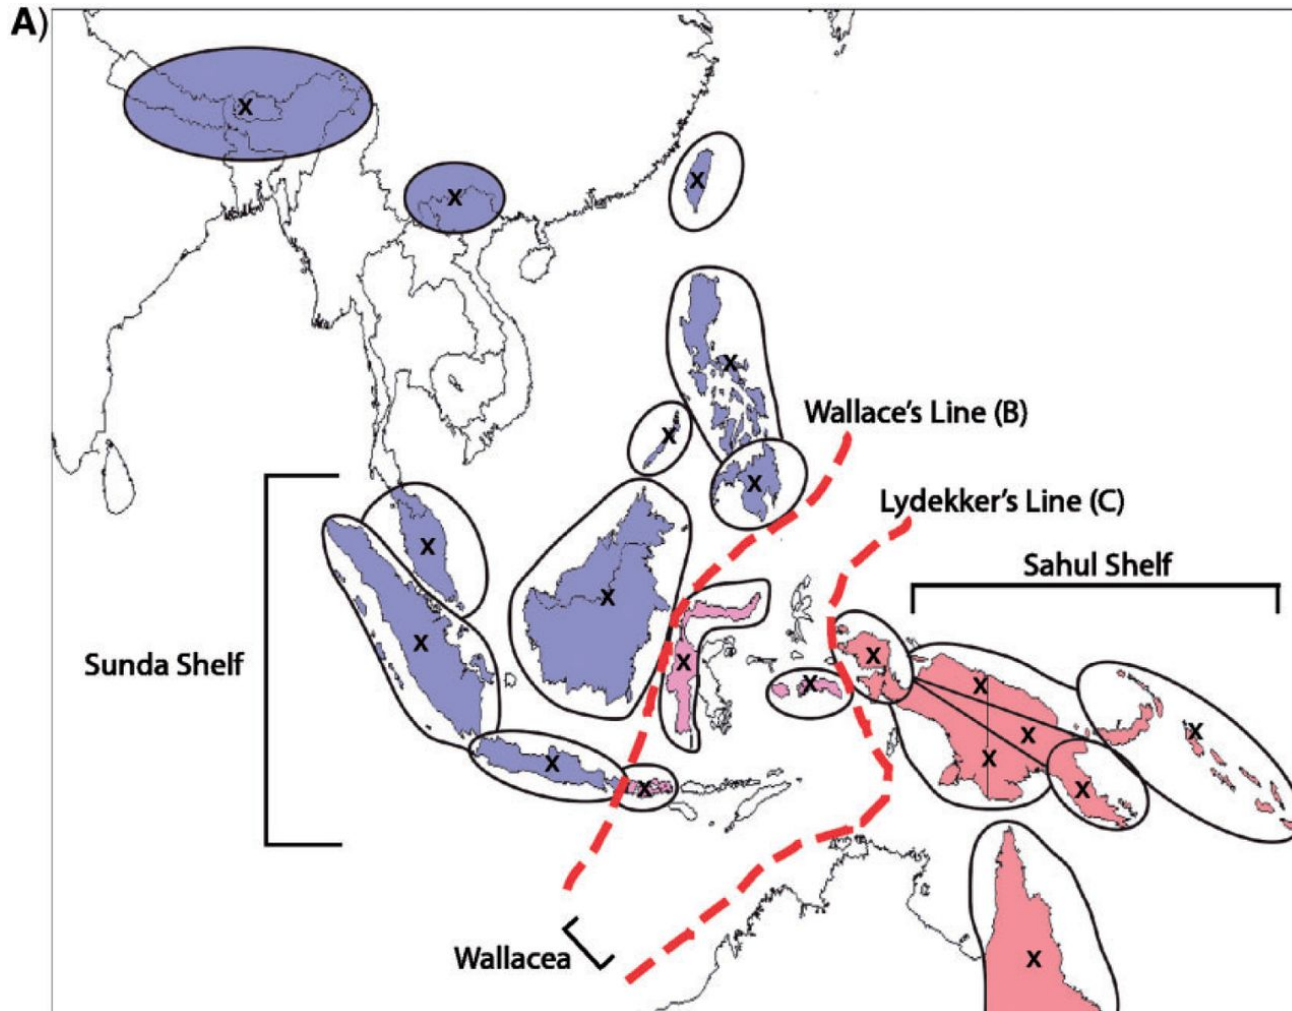 A)
X
X
X
X
X
Wallace's Line (B)
X
Lydekker's Line (C)
Sahul Shelf
X
X
X
Sunda Shelf
X
X
X
X
X
X
X
X
X
X
X
Wallacea
X